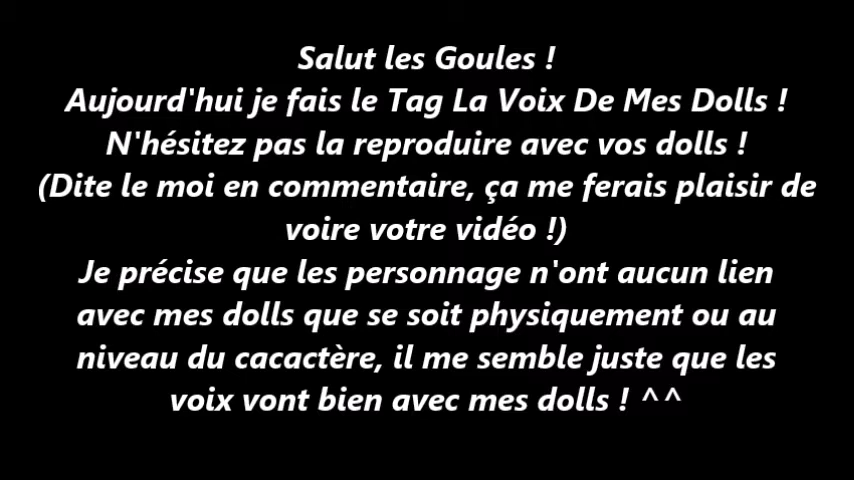 Salut les Goules !
Aujourd'hui je fais le Tag La Voix De Mes Dolls !
N'hésitez pas la reproduire avec vos dolls !
(Dite le moi en commentaire, ça me ferais plaisir de
voire votre vidéo !)
Je précise que les personnage n'ont aucun lien
avec mes dolls que se soit physiquement ou au
niveau du cacactère, il me semble juste que les
voix vont bien avec mes dolls ! ^^